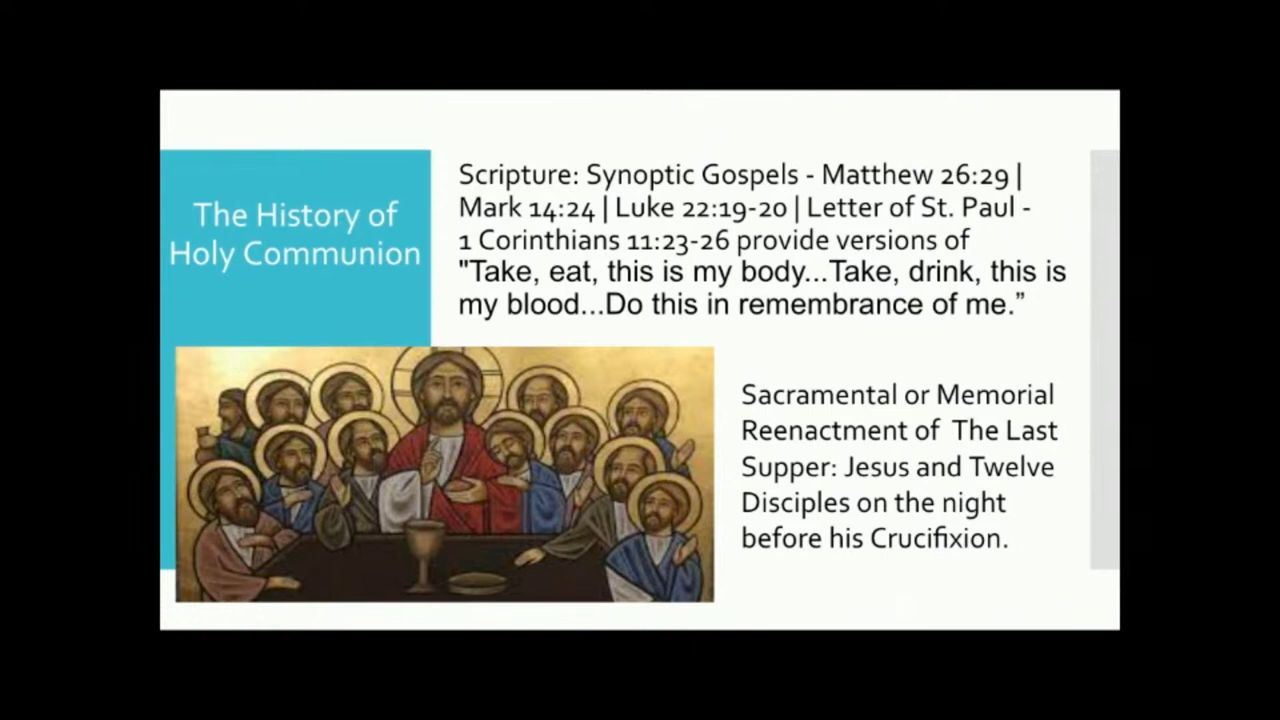 The History of
Holy Communion
Scripture: Synoptic Gospels - Matthew 26:29 |
Mark 14:24 | Luke 22:19-20 | Letter of St. Paul -
1 Corinthians 11:23-26 provide versions of
"Take, eat, this is my body...Take, drink, this is
my blood...Do this in remembrance of me.”
Sacramental or Memorial
Reenactment of The Last
Supper: Jesus and Twelve
Disciples on the night
before his Crucifixion.